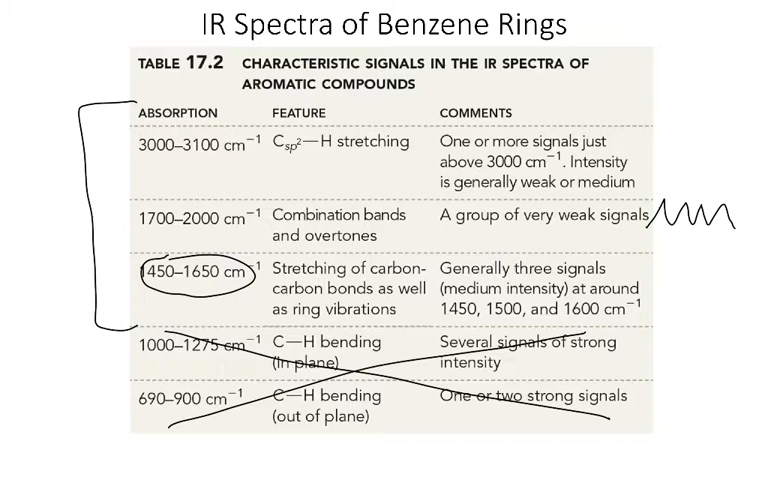 IR Spectra of Benzene Rings
TABLE 17.2 CHARACTERISTIC SIGNALS IN THE IR SPECTRA OF
AROMATIC COMPOUNDS
ABSORPTION FEATURE COMMENTS
3000–3100 cm⁻¹ Csp²—H stretching One or more signals just
above 3000 cm⁻¹. Intensity
is generally weak or medium
1700–2000 cm⁻¹ Combination bands A group of very weak signals
and overtones
1450–1650 cm⁻¹ Stretching of carbon- Generally three signals
carbon bonds as well (medium intensity) at around
as ring vibrations 1450, 1500, and 1600 cm⁻¹
1000–1275 cm⁻¹ C—H bending Several signals of strong
(in plane) intensity
690–900 cm⁻¹ C—H bending One or two strong signals
(out of plane)